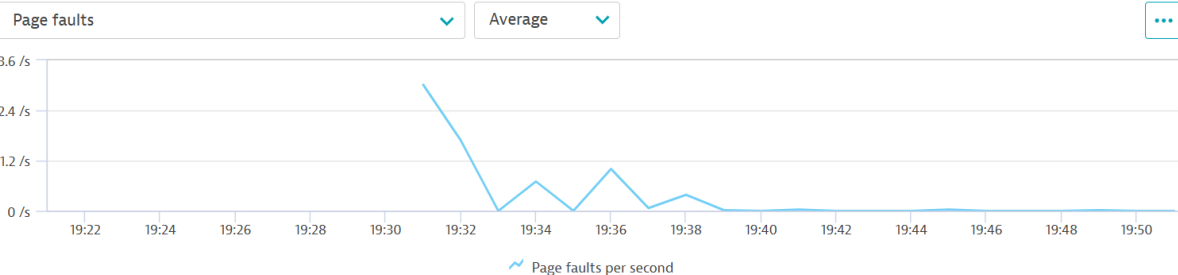 Page faults
Average
3.6 /s
2.4 /s
1.2 /s
0 /s
19:22 19:24 19:26 19:28 19:30 19:32 19:34 19:36 19:38 19:40 19:42 19:44 19:46 19:48 19:50
Page faults per second